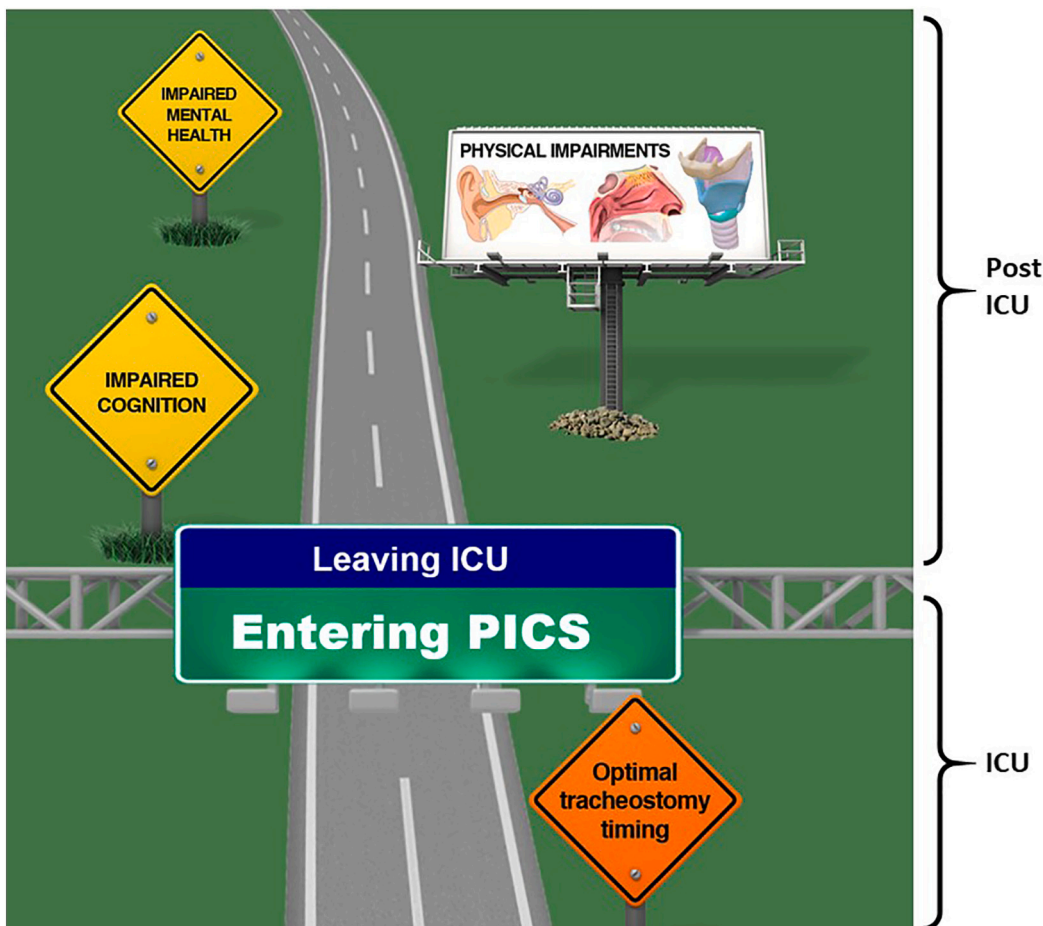 IMPAIRED
MENTAL
HEALTH
PHYSICAL IMPAIRMENTS
Post
ICU
IMPAIRED
COGNITION
Leaving ICU
Entering PICS
Optimal
tracheostomy
timing
ICU